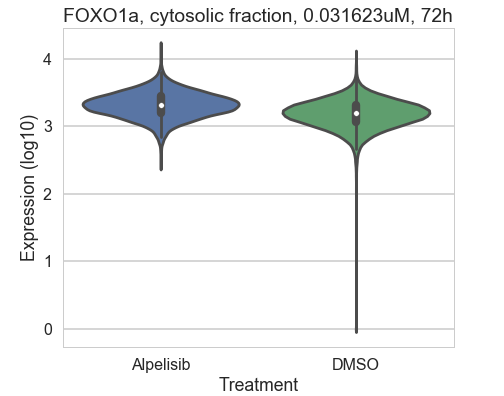 FOXO1a, cytosolic fraction, 0.031623uM, 72h
Expression (log10)
4
3
2
1
0
Alpelisib DMSO
Treatment